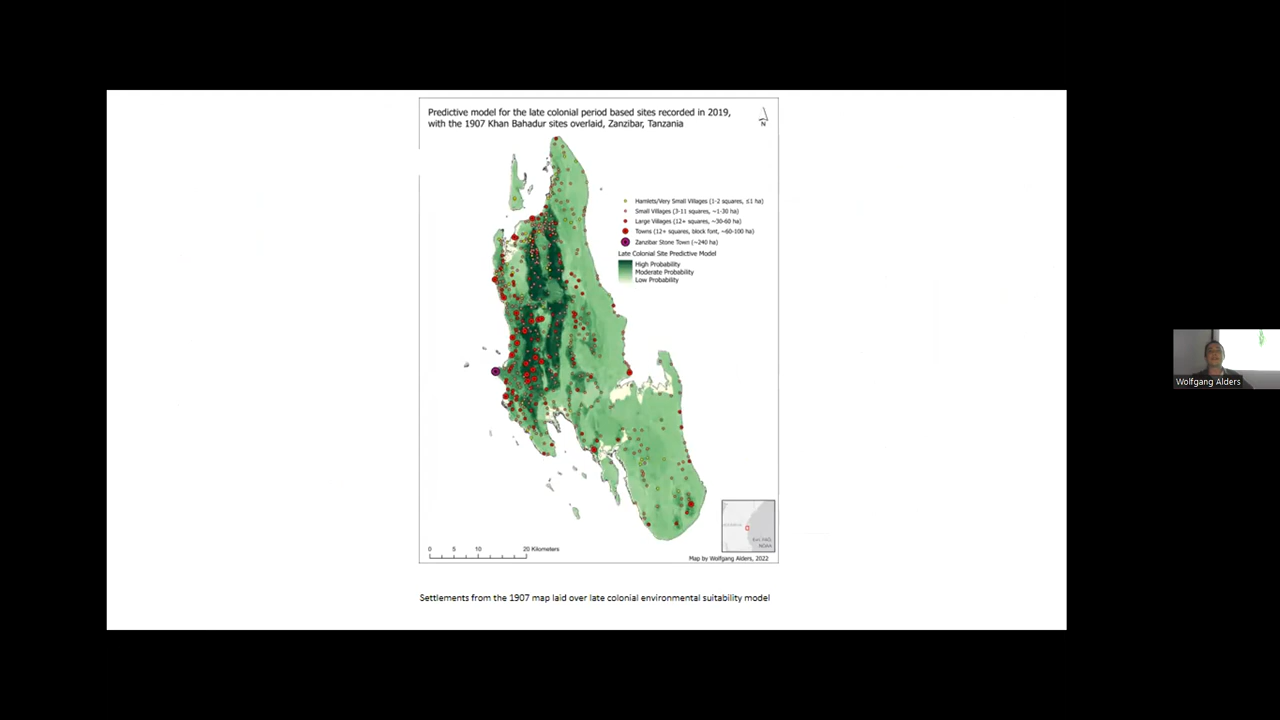 Predictive model for the late colonial period based sites recorded in 2019,
with the 1907 Khan Bahadur sites overlaid, Zanzibar, Tanzania
N
Hamlets/Very Small Villages (1-2 squares, ≤1 ha)
Small Villages (3-11 squares, ~1-30 ha)
Large Villages (12+ squares, ~30-60 ha)
Towns (12+ squares, block font, ~60-100 ha)
Zanzibar Stone Town (~240 ha)
Late Colonial Site Predictive Model
High Probability
Moderate Probability
Low Probability
Wolfgang Alders
NOAA
0 5 10 20 Kilometers
Map by Wolfgang Alders, 2022
Settlements from the 1907 map laid over late colonial environmental suitability model